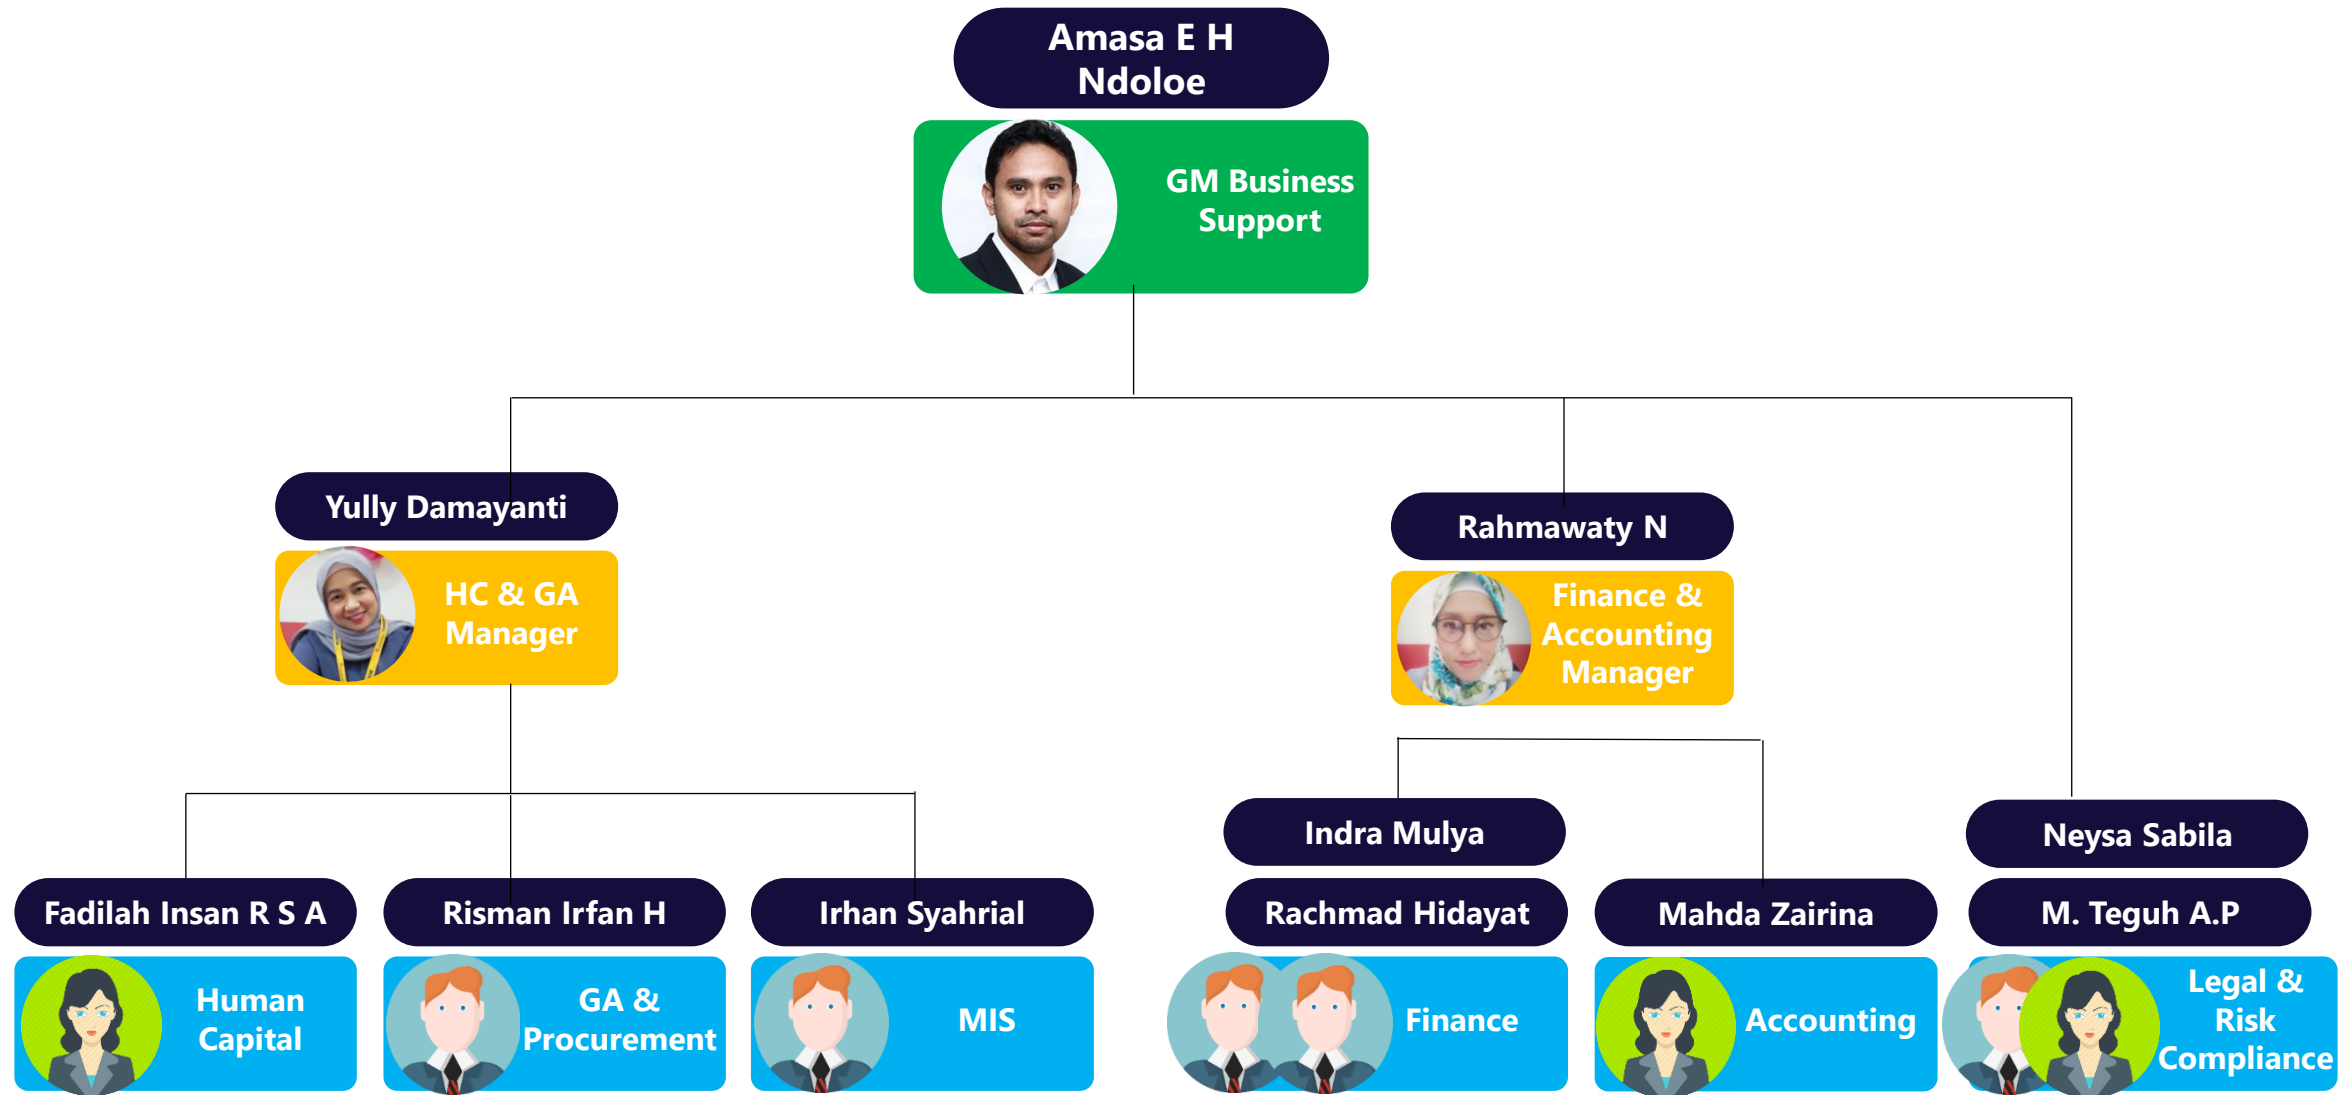 Amasa E H
Ndoloe
GM Business
Support
Yully Damayanti
HC & GA
Manager
Rahmawaty N
Finance &
Accounting
Manager
Fadilah Insan R S A
Human
Capital
Risman Irfan H
GA &
Procurement
Irhan Syahrial
MIS
Indra Mulya
Rachmad Hidayat
Finance
Mahda Zairina
Accounting
Neysa Sabila
M. Teguh A.P
Legal &
Risk
Compliance